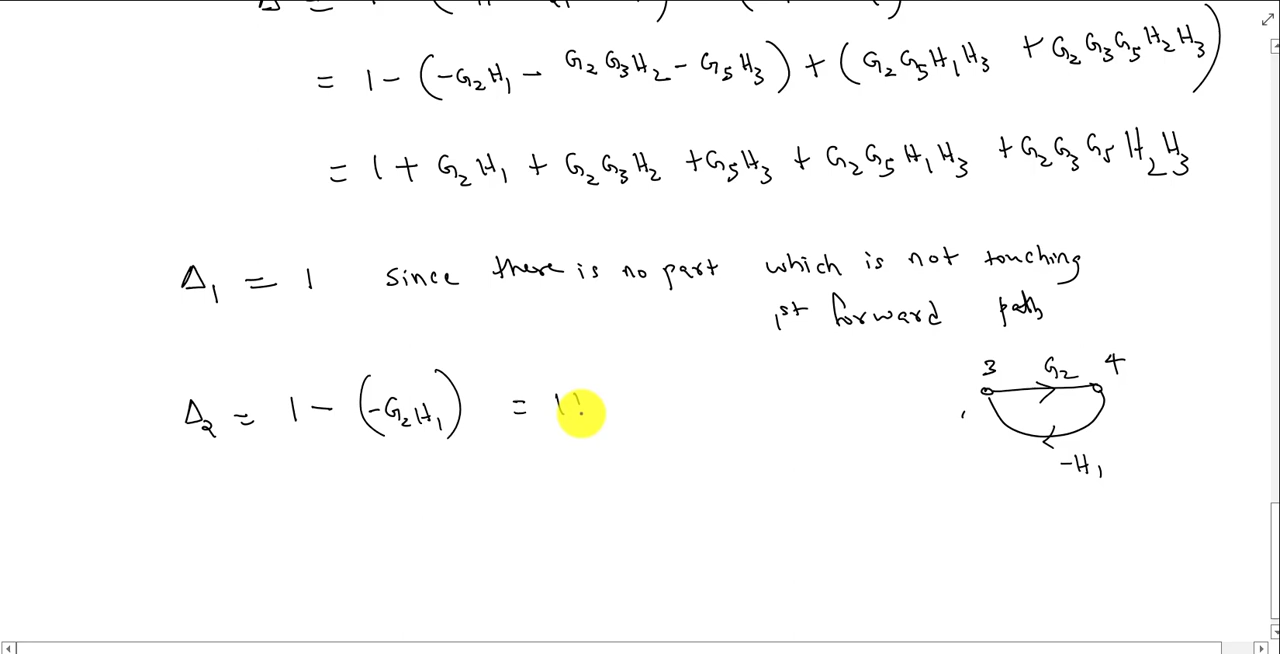 = 1 - (-G₂H₁ - G₂G₃H₂ - G₅H₃) + (G₂G₅H₁H₃ + G₂G₃G₅H₂H₃)
= 1 + G₂H₁ + G₂G₃H₂ + G₅H₃ + G₂G₅H₁H₃ + G₂G₃G₅H₂H₃
Δ₁ = 1 since there is no part which is not touching
1st forward path
3 G₂ 4
Δ₂ = 1 - (-G₂H₁) = 1
-H₁